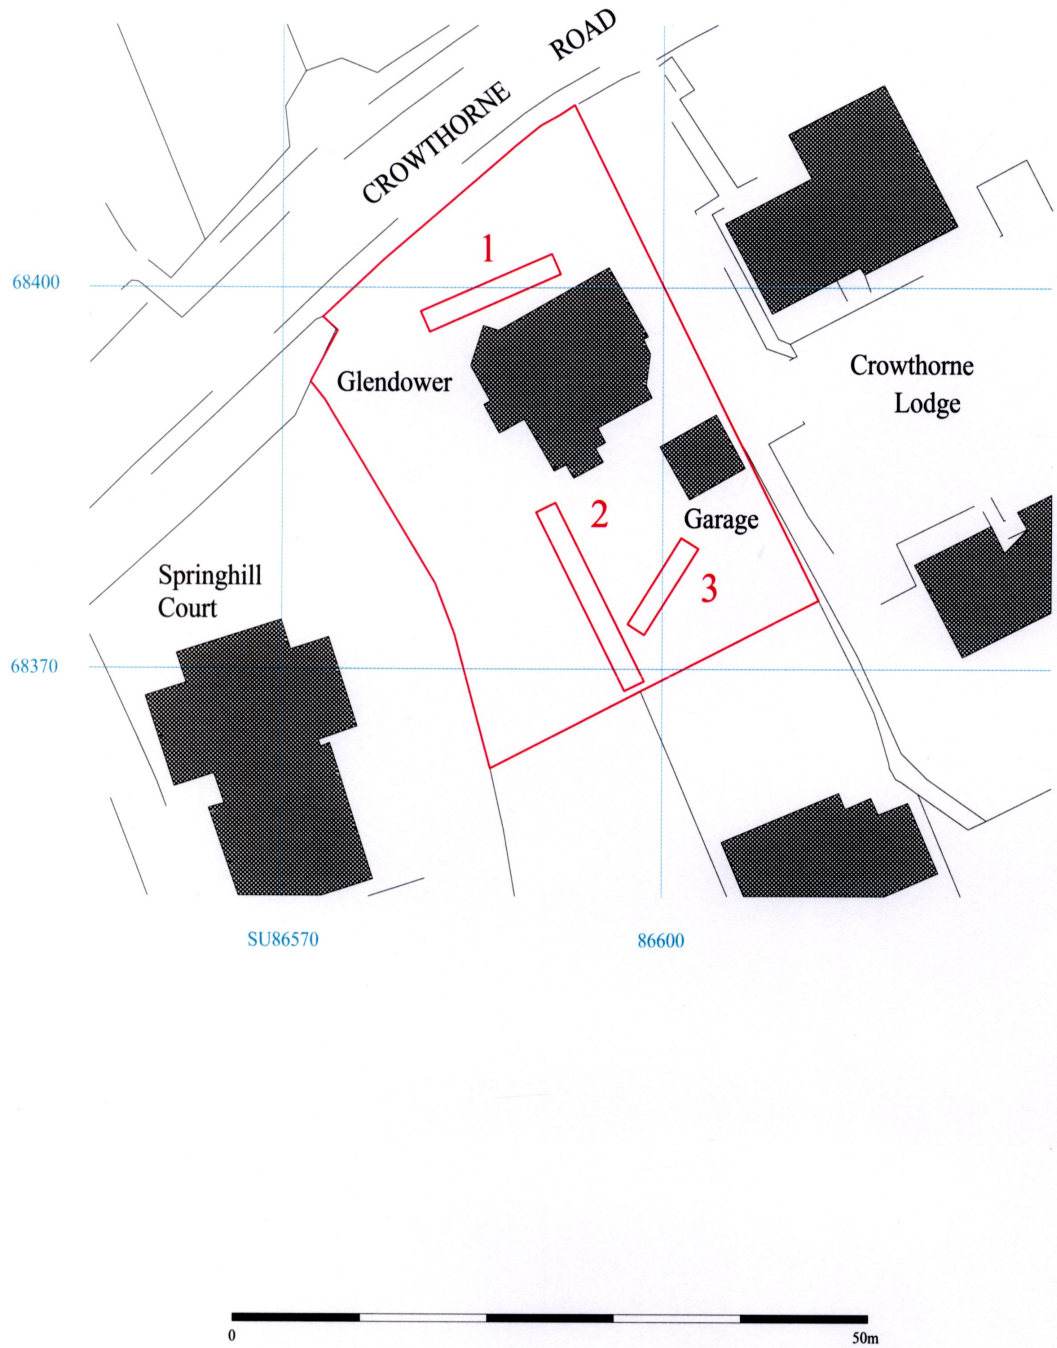 ROAD
CROWTHORNE
1
68400
Glendower
Crowthorne
Lodge
2
Garage
Springhill
Court
3
68370
SU86570
86600
0
50m